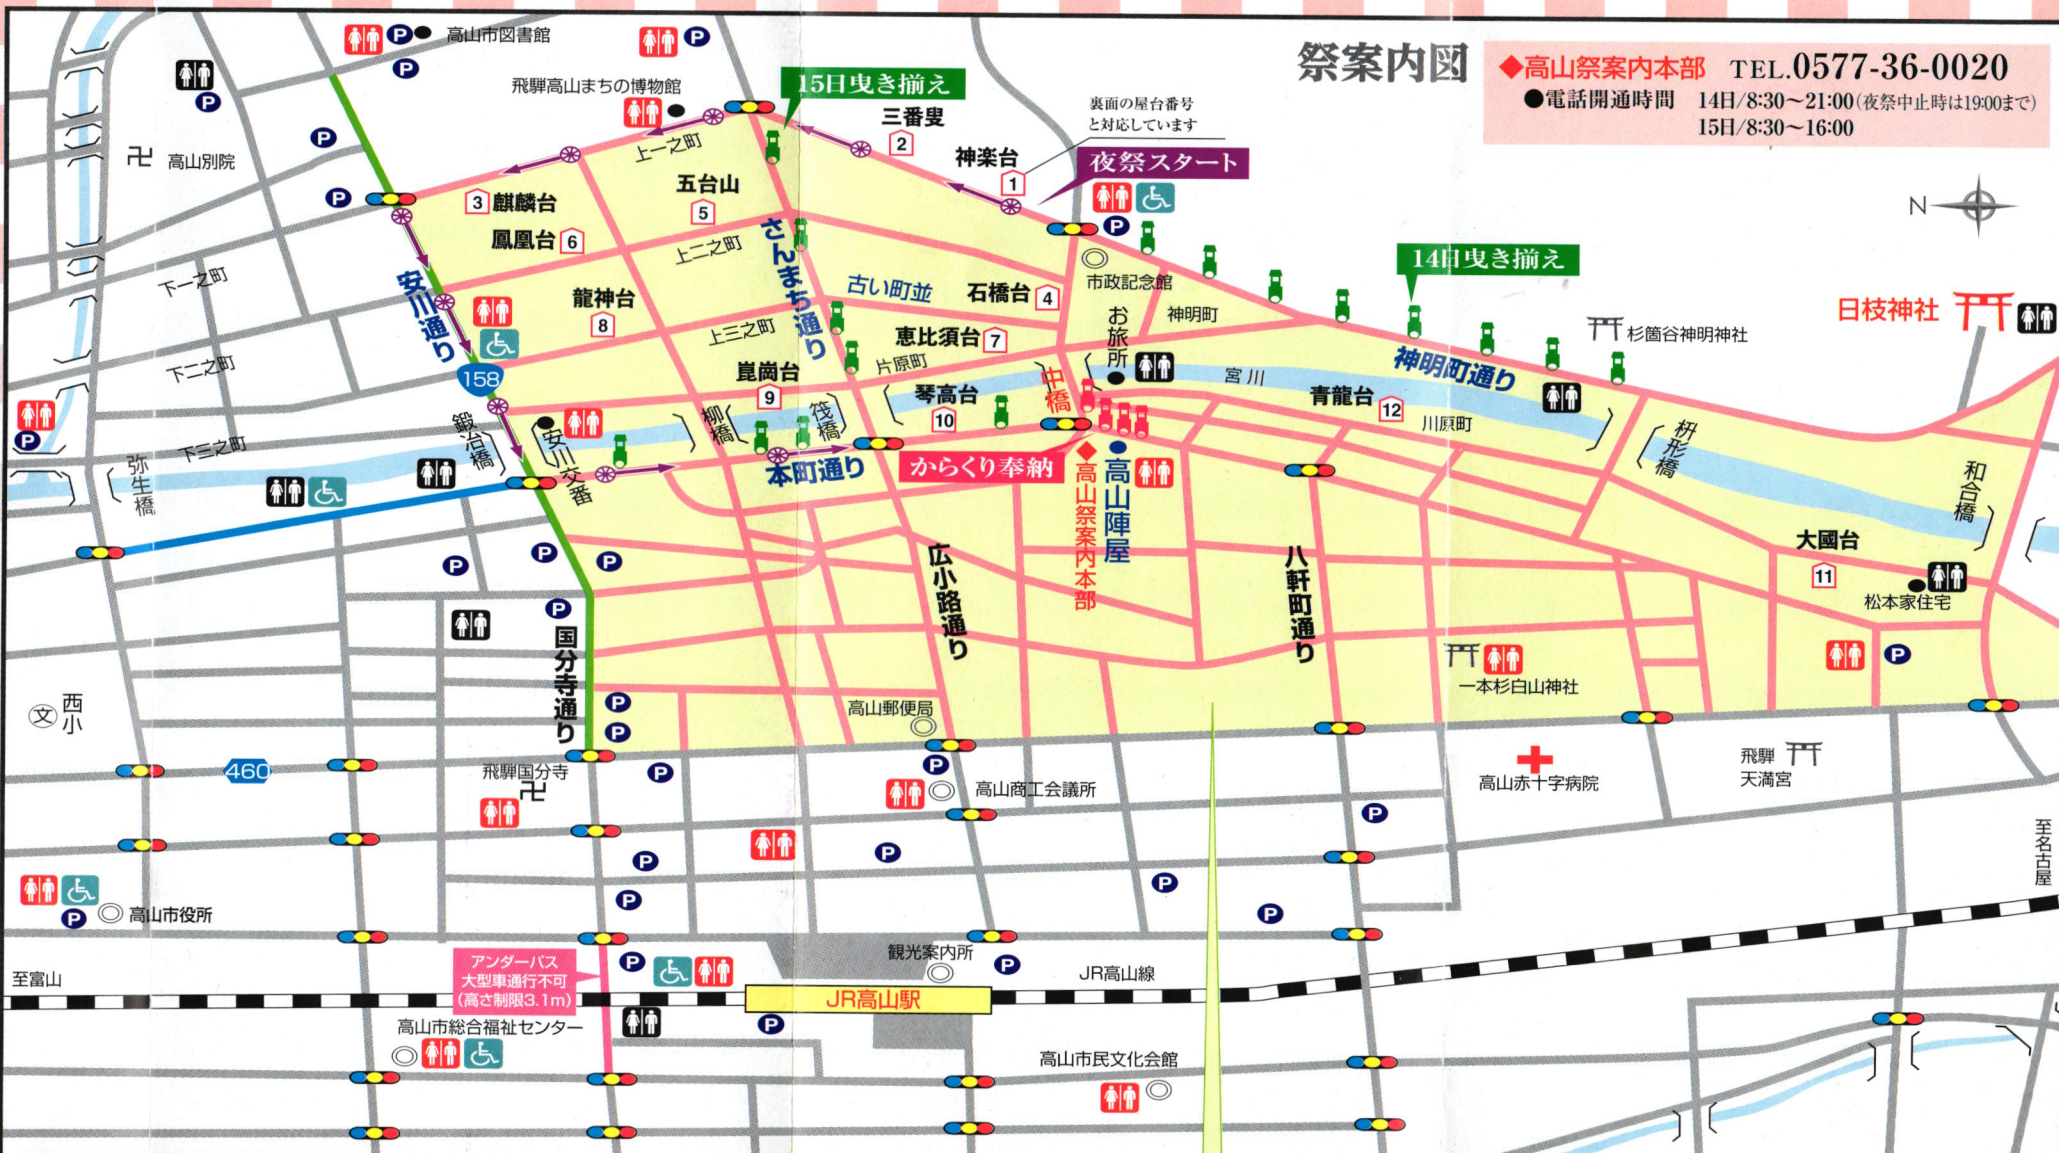 祭案内図
◆高山祭案内本部 TEL.0577-36-0020
●電話開通時間 14日/8:30～21:00(夜祭中止時は19:00まで)
15日/8:30～16:00
P
高山市図書館
P
P
P
飛騨高山まちの博物館
15日曳き揃え
三番叟
2
裏面の屋台番号
と対応しています
神楽台
1
夜祭スタート
P
N
卍 高山別院
P
P
上一之町
3 麒麟台
五台山
5
鳳凰台 6
上二之町
さんまち通り
古い町並
石橋台 4
市政記念館
14日曳き揃え
神明町
お旅所
日枝神社
杉箇谷神明神社
神明町通り
下一之町
安川通り
龍神台
8
上三之町
恵比須台 7
片原町
158
下二之町
崑崗台
9
琴高台
10
中橋
宮川
青龍台 12
川原町
P
下三之町
鍛冶橋
安川交番
柳橋
筏橋
弥生橋
本町通り
からくり奉納
◆高山祭案内本部
高山陣屋
枡形橋
和合橋
大國台
11
松本家住宅
P
P
P
P
広小路通り
八軒町通り
国分寺通り
一本杉白山神社
P
文 西小
P
P
高山郵便局
460
飛騨国分寺
卍
P
P
高山商工会議所
高山赤十字病院
飛騨
天満宮
P
P
P
P
P
P
至名古屋
P
高山市役所
至富山
アンダーパス
大型車通行不可
(高さ制限3.1m)
P
観光案内所
P
JR高山線
JR高山駅
P
高山市総合福祉センター
高山市民文化会館